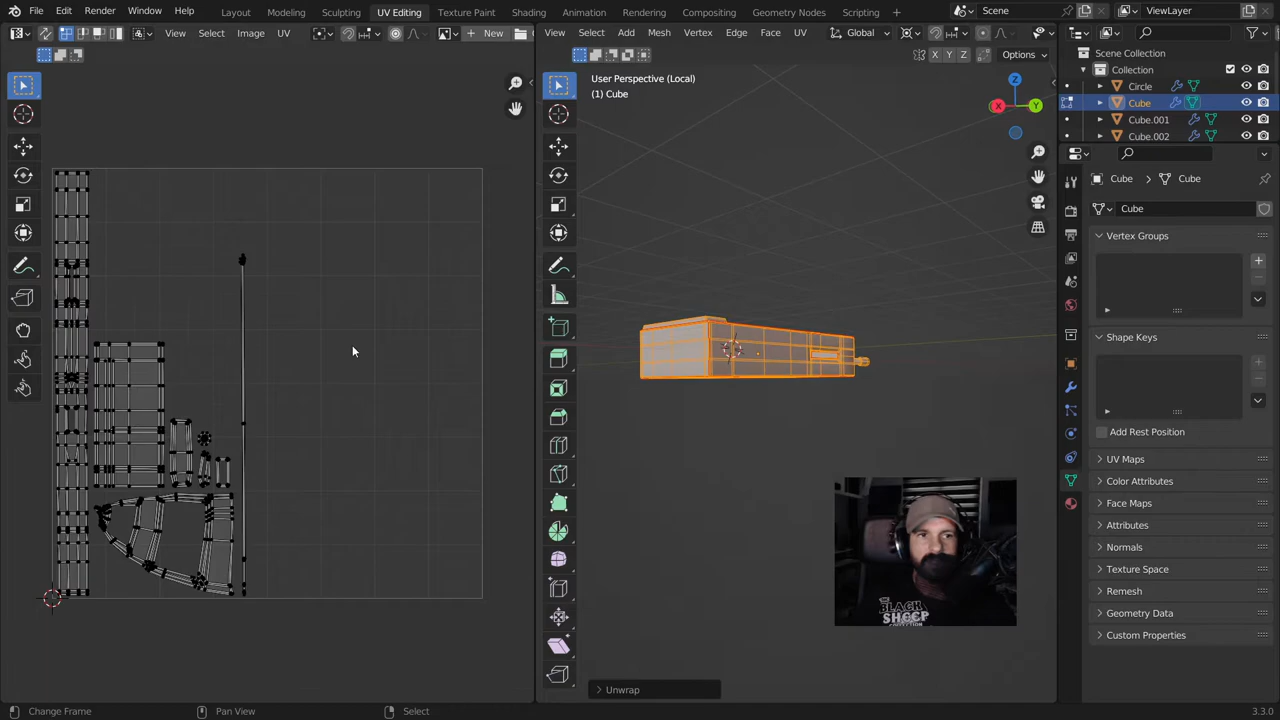 File Edit Render Window Help Layout Modeling Sculpting UV Editing Texture Paint Shading Animation Rendering Compositing Geometry Nodes Scripting Scene ViewLayer
View Select Image UV New View Select Add Mesh Vertex Edge Face UV Global
X Y Z Options
User Perspective (Local)
(1) Cube
Z
X
Y
Scene Collection
Collection
Circle
Cube
Cube.001
Cube.002
Cube Cube
Cube
Vertex Groups
Shape Keys
Add Rest Position
UV Maps
Color Attributes
Face Maps
Attributes
Normals
Texture Space
Remesh
Geometry Data
Custom Properties
THE
BLACK
SHEEP
COLLECTION
Unwrap
Change Frame Pan View Select 3.3.0